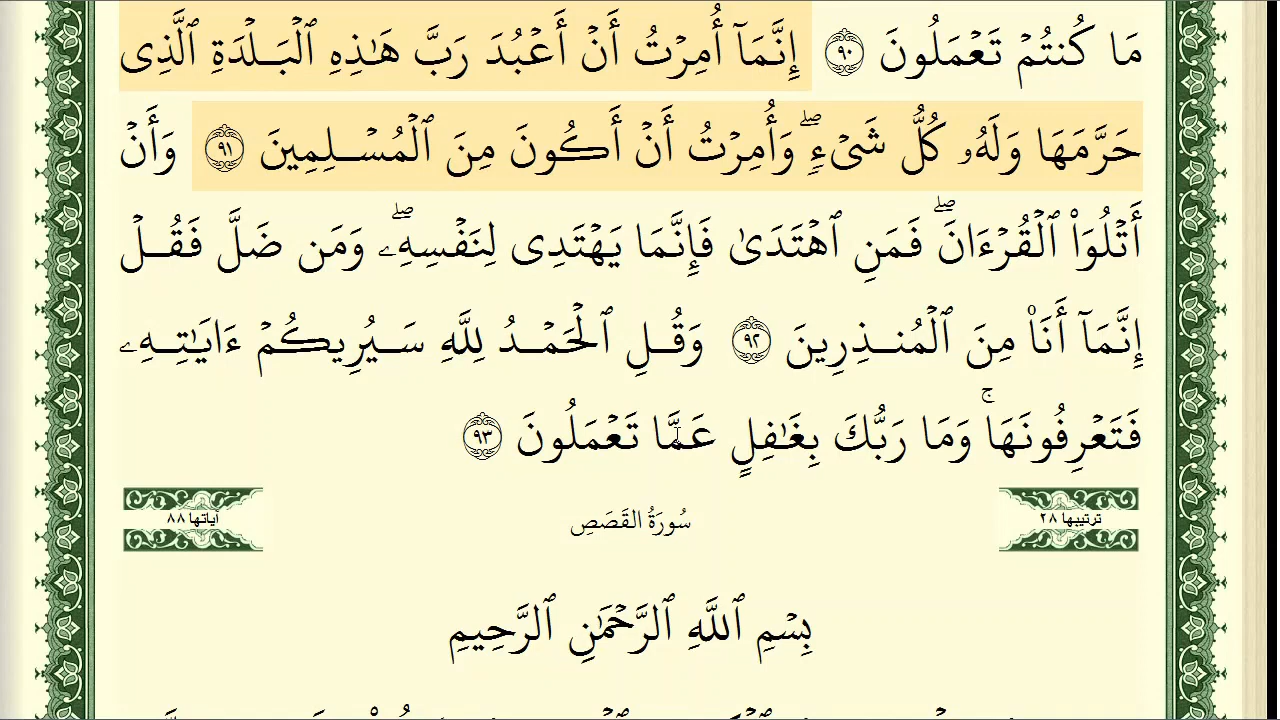 مَا كُنتُمْ تَعْمَلُونَ ٩٠ إِنَّمَآ أُمِرْتُ أَنْ أَعْبُدَ رَبَّ هَـٰذِهِ ٱلْبَلْدَةِ ٱلَّذِى
حَرَّمَهَا وَلَهُۥ كُلُّ شَىْءٍۢ ۖ وَأُمِرْتُ أَنْ أَكُونَ مِنَ ٱلْمُسْلِمِينَ ٩١ وَأَنْ
أَتْلُوَا۟ ٱلْقُرْءَانَ ۖ فَمَنِ ٱهْتَدَىٰ فَإِنَّمَا يَهْتَدِى لِنَفْسِهِۦ ۖ وَمَن ضَلَّ فَقُلْ
إِنَّمَآ أَنَا۠ مِنَ ٱلْمُنذِرِينَ ٩٢ وَقُلِ ٱلْحَمْدُ لِلَّهِ سَيُرِيكُمْ ءَايَـٰتِهِۦ
فَتَعْرِفُونَهَا ۚ وَمَا رَبُّكَ بِغَـٰفِلٍ عَمَّا تَعْمَلُونَ ٩٣
ترتيبها ٢٨ سُورَةُ القَصَصِ آياتها ٨٨
بِسْمِ ٱللَّهِ ٱلرَّحْمَـٰنِ ٱلرَّحِيمِ